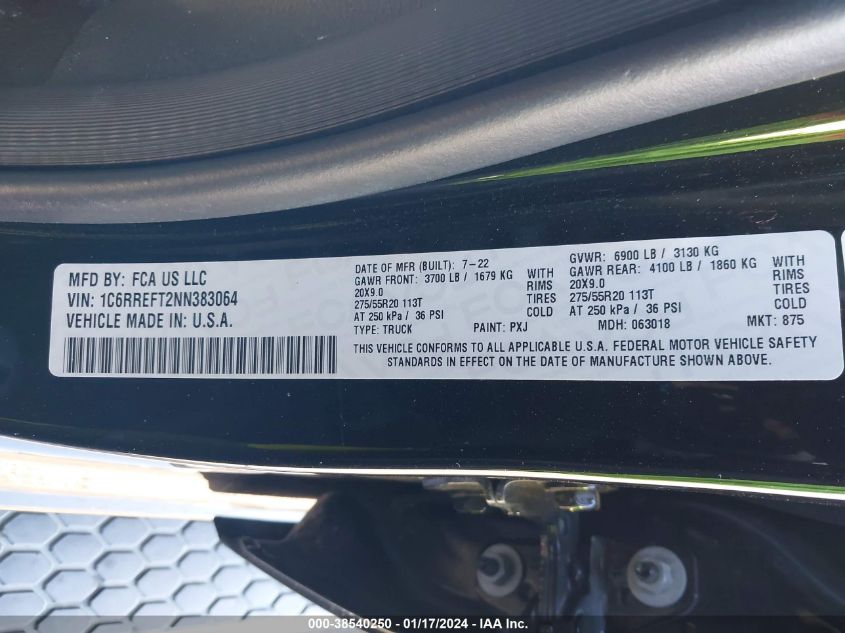 MFD BY: FCA US LLC
VIN: 1C6RREFT2NN383064
VEHICLE MADE IN: U.S.A.
DATE OF MFR (BUILT): 7-22
GAWR FRONT: 3700 LB / 1679 KG WITH
20X9.0 RIMS
275/55R20 113T TIRES
AT 250 kPa / 36 PSI COLD
TYPE: TRUCK PAINT: PXJ
GVWR: 6900 LB / 3130 KG
GAWR REAR: 4100 LB / 1860 KG WITH
20X9.0 RIMS
275/55R20 113T TIRES
AT 250 kPa / 36 PSI COLD
MDH: 063018 MKT: 875
THIS VEHICLE CONFORMS TO ALL APPLICABLE U.S.A. FEDERAL MOTOR VEHICLE SAFETY
STANDARDS IN EFFECT ON THE DATE OF MANUFACTURE SHOWN ABOVE.
000-38540250 - 01/17/2024 - IAA Inc.